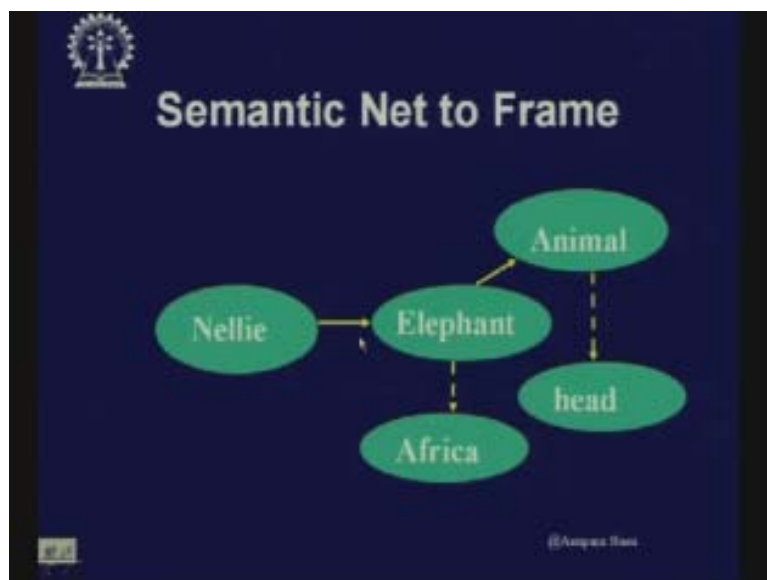 Semantic Net to Frame
Animal
Nellie
Elephant
head
Africa